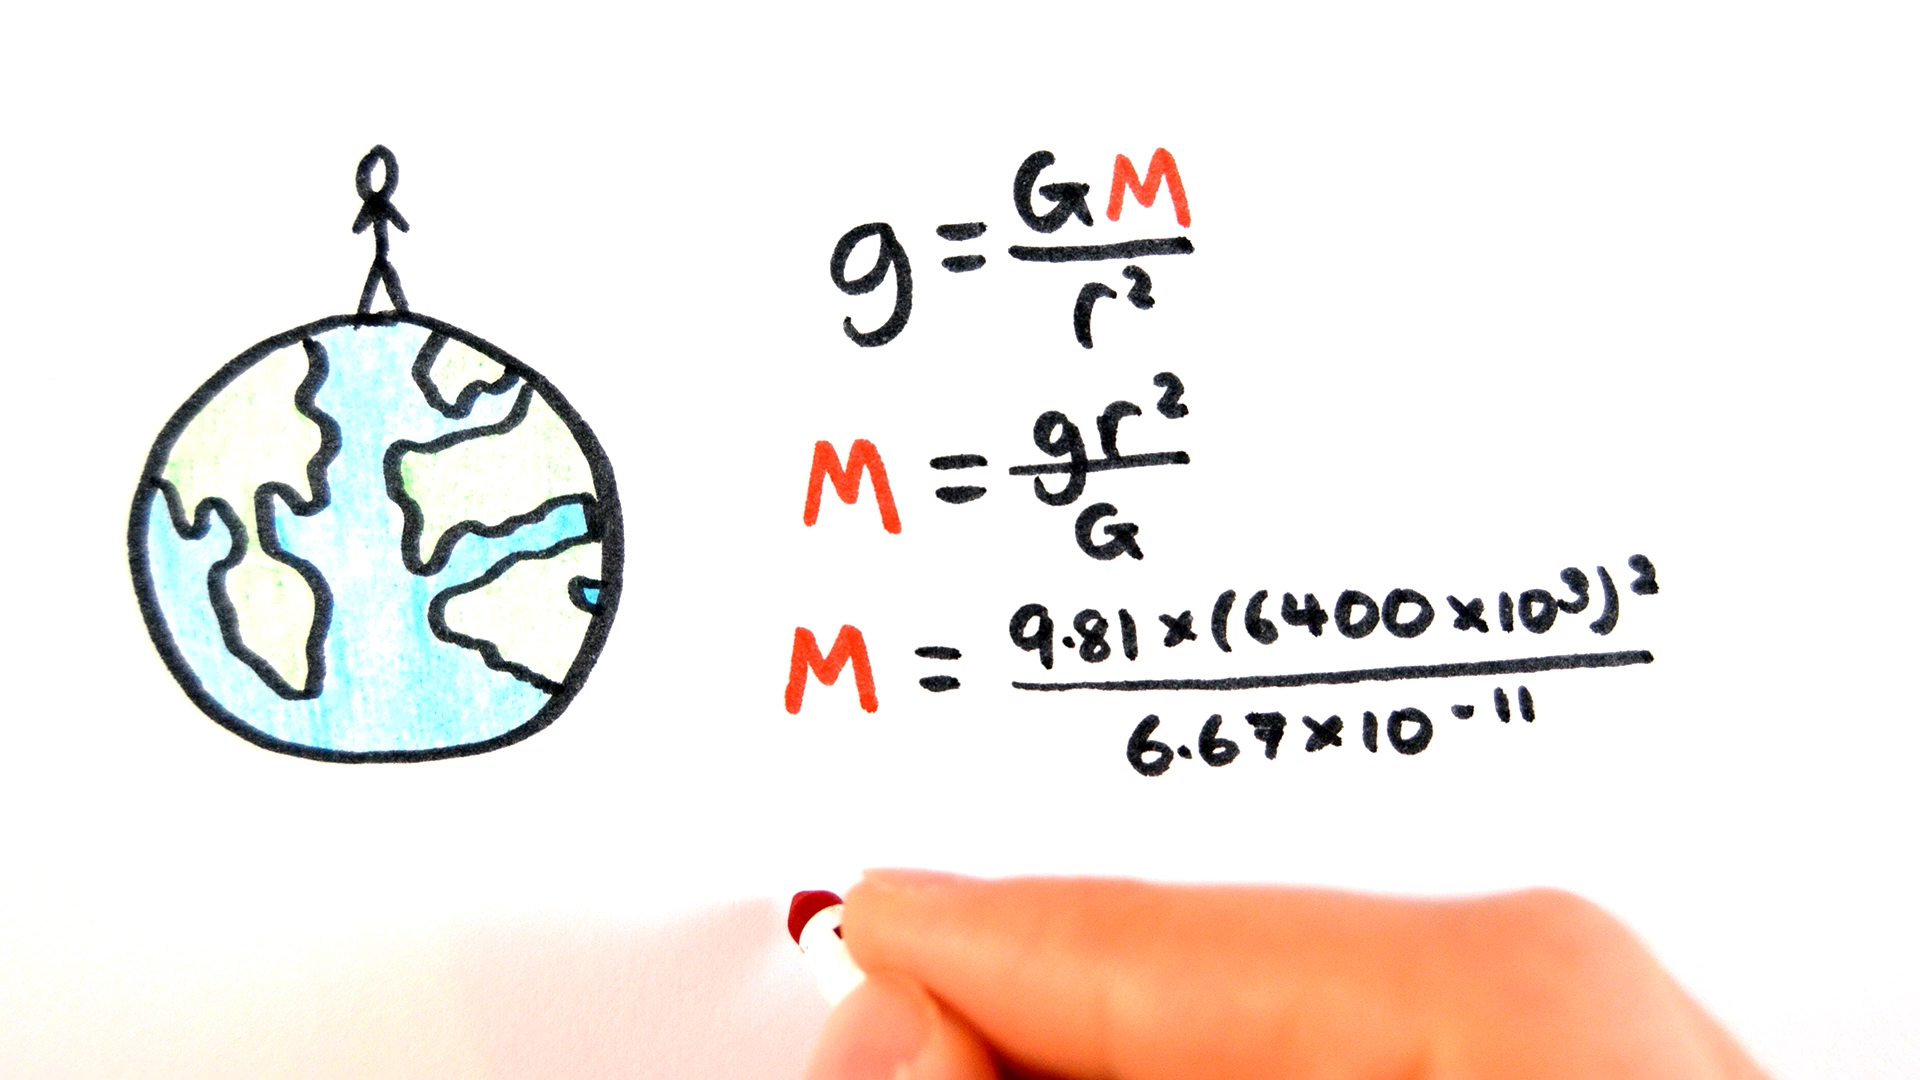 g = GM / r²
M = gr² / G
M = 9.81 x (6400 x 10³)² / 6.67 x 10⁻¹¹